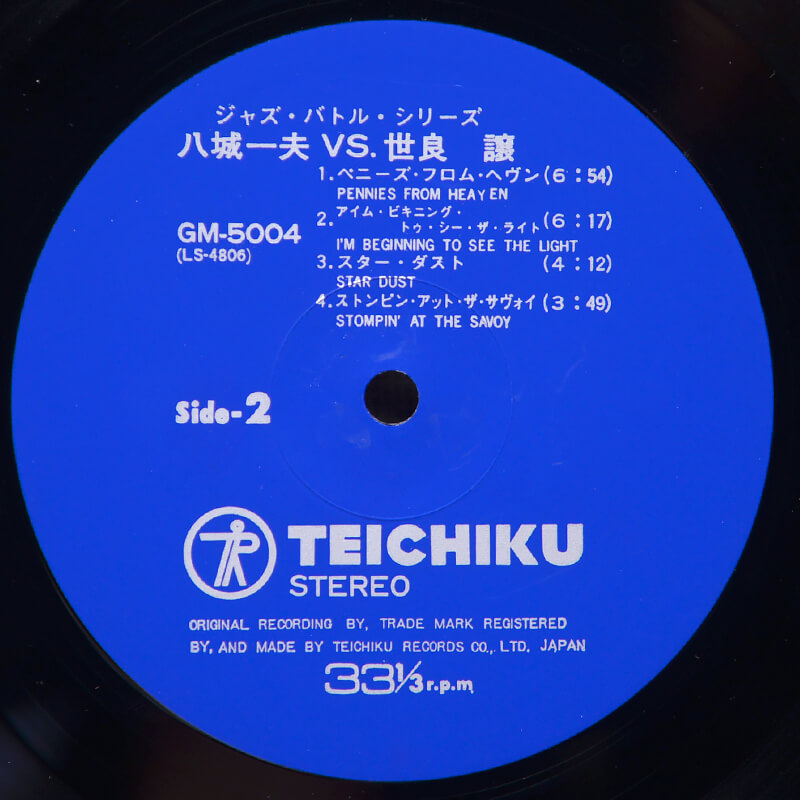 ジャズ・バトル・シリーズ
八城一夫 VS. 世良　譲
1. ペニーズ・フロム・ヘヴン (6：54)
PENNIES FROM HEAVEN
2. アイム・ビキニング・
トゥ・シー・ザ・ライト (6：17)
I'M BEGINNING TO SEE THE LIGHT
3. スター・ダスト (4：12)
STAR DUST
4. ストンピン・アット・ザ・サヴォイ (3：49)
STOMPIN' AT THE SAVOY
GM-5004
(LS-4806)
Side-2
TEICHIKU
STEREO
ORIGINAL RECORDING BY, TRADE MARK REGISTERED
BY, AND MADE BY TEICHIKU RECORDS CO., LTD. JAPAN
33⅓ r.p.m